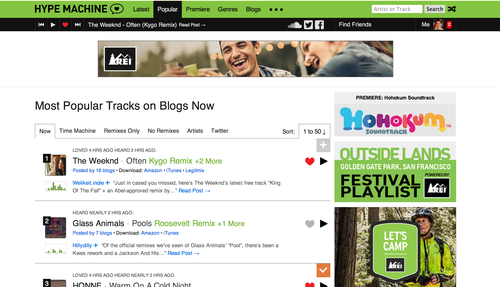 HYPE MACHINE Latest Popular Premiere Genres Blogs Artist or Track Search
The Weeknd - Often (Kygo Remix) Read Post → Find Friends Me 2
REI
Most Popular Tracks on Blogs Now
Now Time Machine Remixes Only No Remixes Artists Twitter Sort: 1 to 50 ↓
LOVED 4 HRS AGO HEARD 2 HRS AGO.
1
The Weeknd - Often Kygo Remix +2 More
Posted by 16 blogs • Download: Amazon • iTunes • Legitmix
Welikeit.indie + "Just in cased you missed, here's The Weeknd's latest free track "King
Of The Fall" + an Abel-approved remix by..." Read Post →
HEARD NEARLY 2 HRS AGO.
2
Glass Animals - Pools Roosevelt Remix +1 More
Posted by 7 blogs • Download: Amazon • iTunes
Hillydilly + "Of the official remixes we've seen of Glass Animals' "Pool", there's been a
Kwes rework and a Jackson And His..." Read Post →
LOVED 4 HRS AGO HEARD NEARLY 2 HRS AGO.
3
HONNE - Warm On A Cold Night
PREMIERE: Hohokum Soundtrack
HOHOKUM
SOUNDTRACK
OUTSIDE LANDS
GOLDEN GATE PARK, SAN FRANCISCO
FESTIVAL
PLAYLIST
POWERED BY
REI
LET'S
CAMP
REI